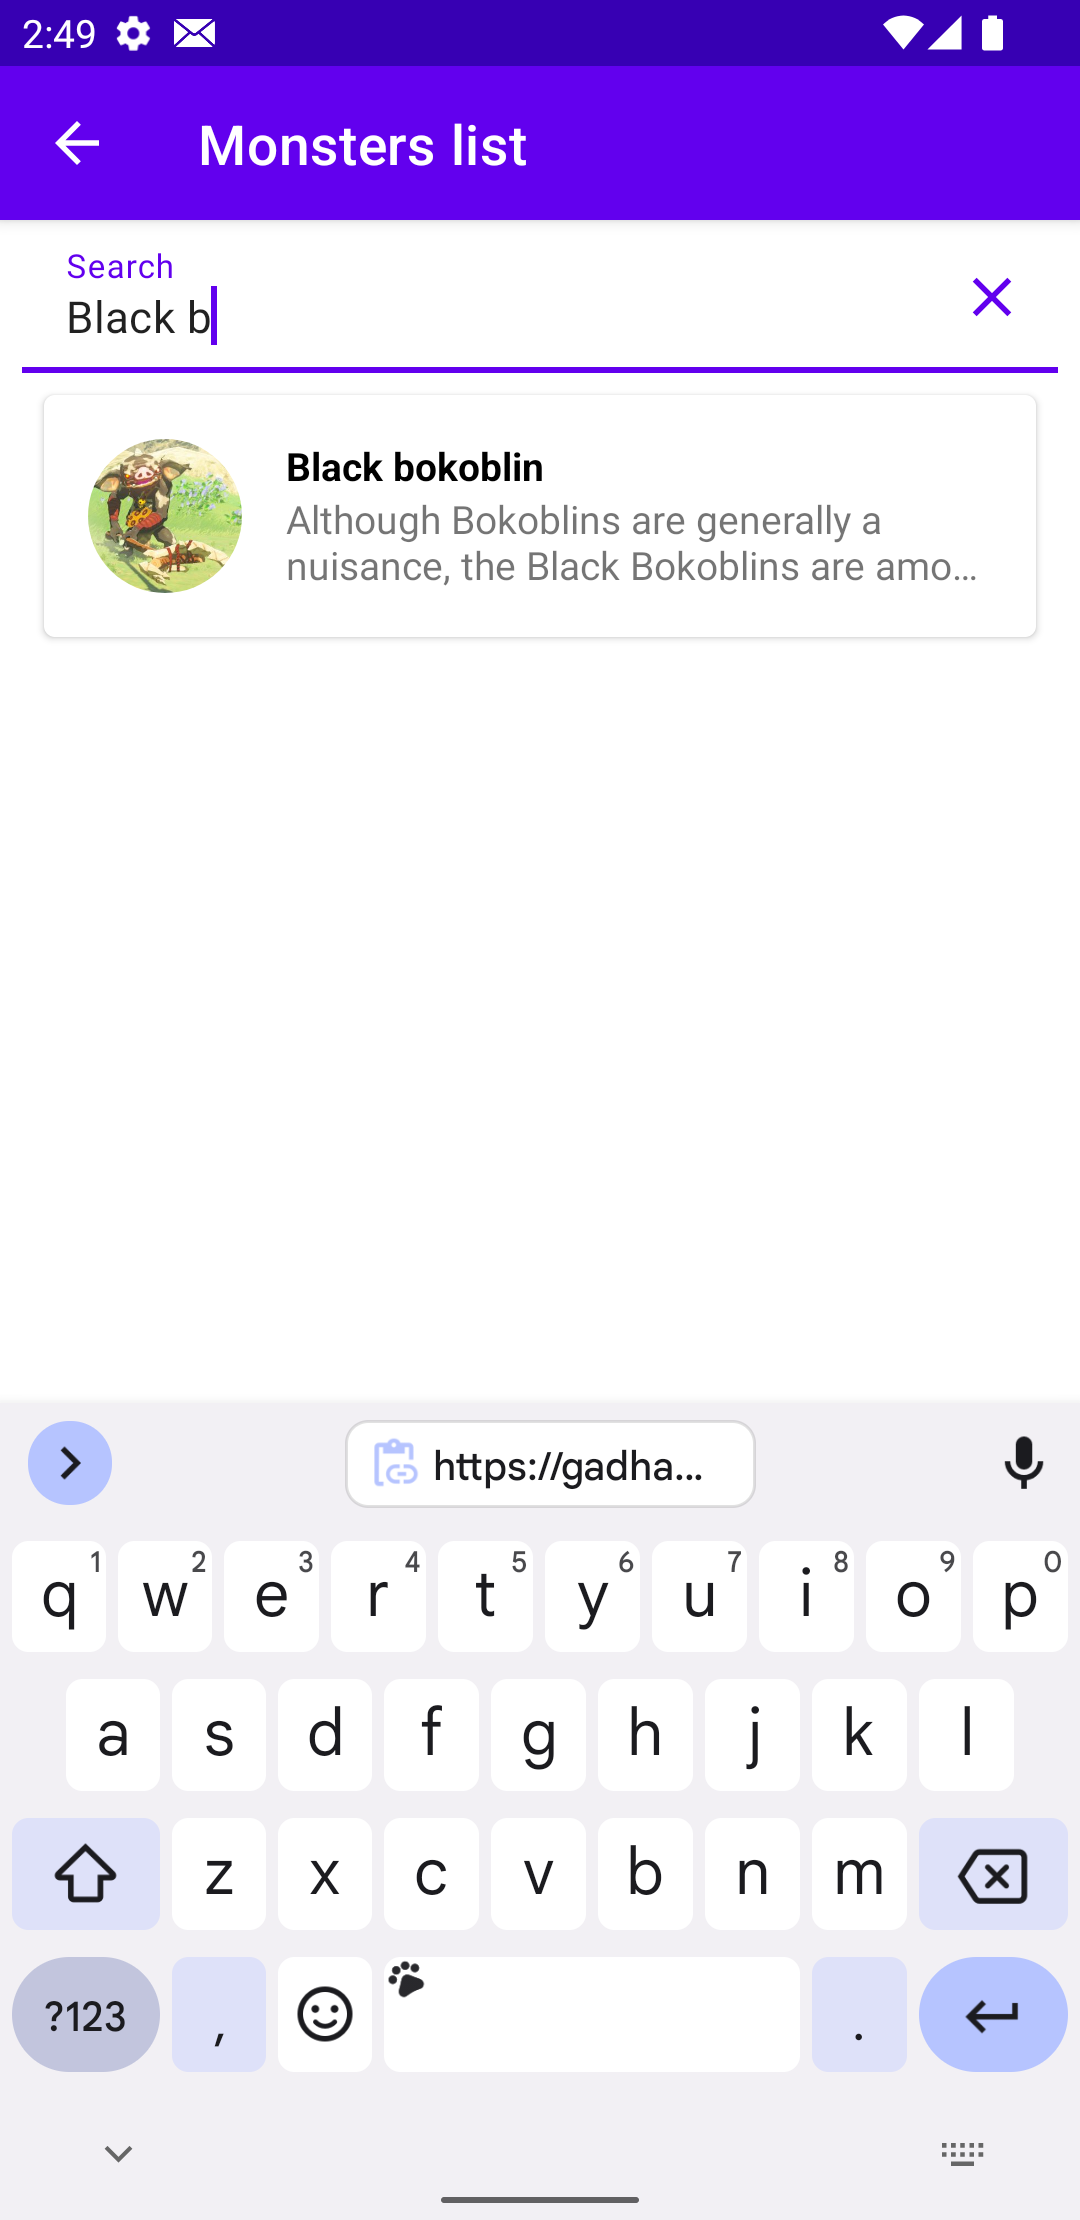 2:49
Monsters list
Search
Black b
Black bokoblin
Although Bokoblins are generally a
nuisance, the Black Bokoblins are amo...
https://gadha...
q 1 w 2 e 3 r 4 t 5 y 6 u 7 i 8 o 9 p 0
a s d f g h j k l
z x c v b n m
?123 , .